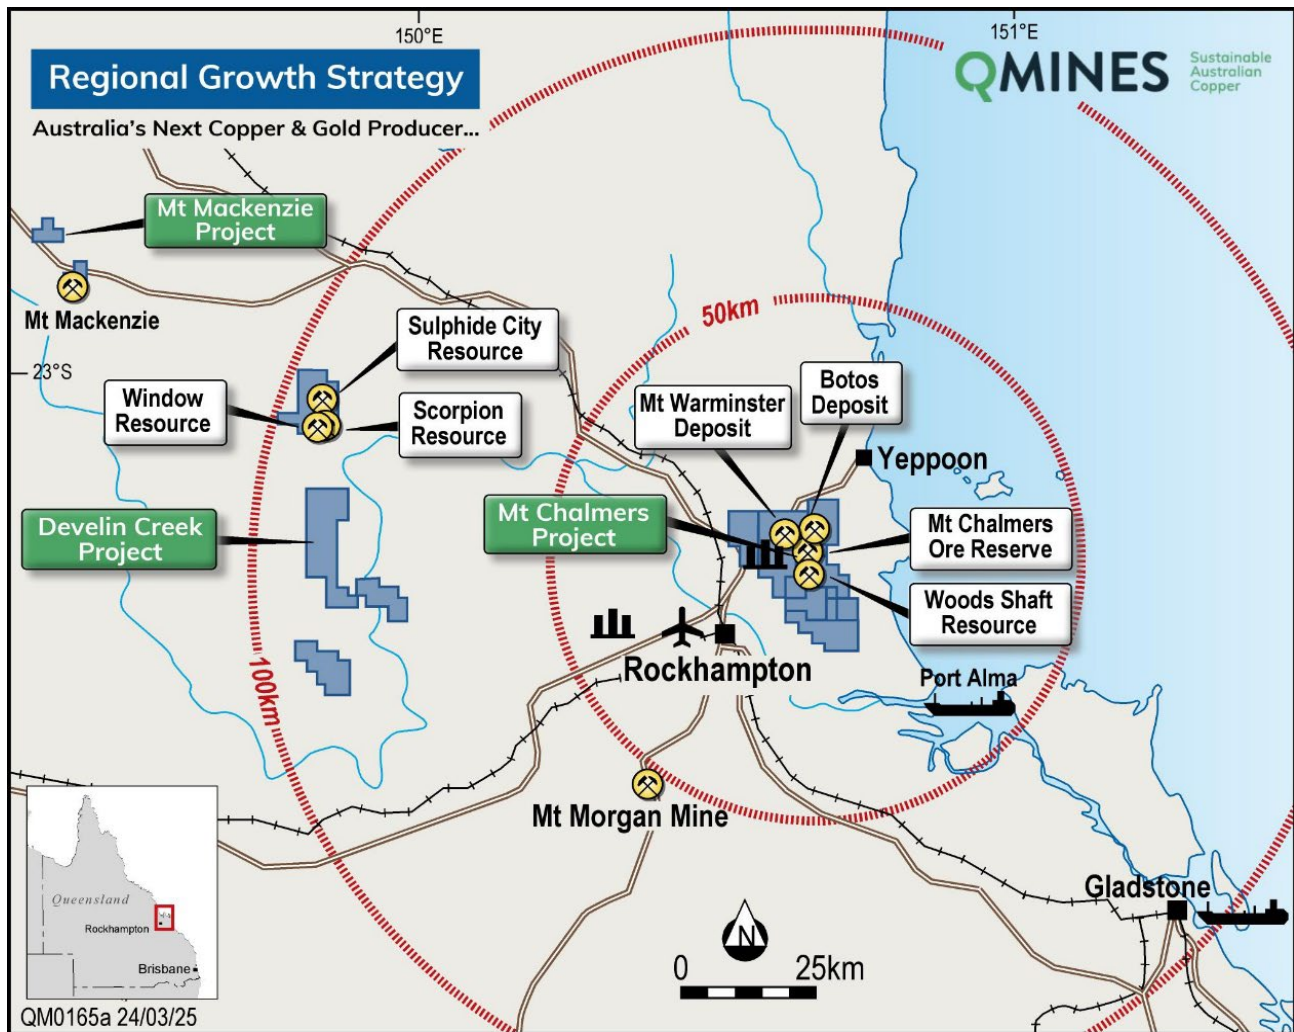 150°E
151°E
Regional Growth Strategy
Australia's Next Copper & Gold Producer...
QMINES
Sustainable
Australian
Copper
Mt Mackenzie
Project
Mt Mackenzie
50km
Sulphide City
Resource
23°S
Window
Resource
Scorpion
Resource
Mt Warminster
Deposit
Botos
Deposit
Yeppoon
Develin Creek
Project
Mt Chalmers
Project
Mt Chalmers
Ore Reserve
Woods Shaft
Resource
Rockhampton
100km
Port Alma
Mt Morgan Mine
Gladstone
Queensland
Rockhampton
Brisbane
N
0 25km
QM0165a 24/03/25